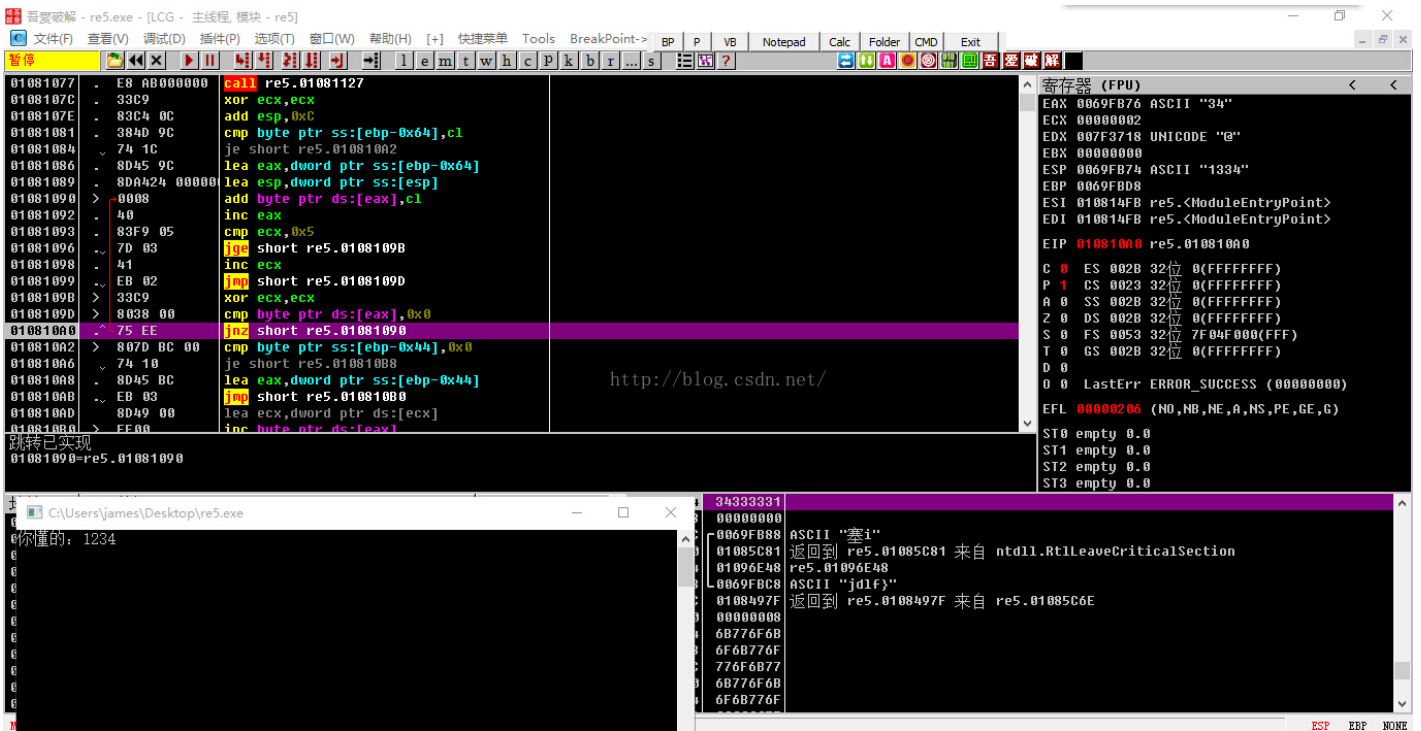 吾爱破解 - re5.exe - [LCG - 主线程, 模块 - re5]
文件(F) 查看(V) 调试(D) 插件(P) 选项(T) 窗口(W) 帮助(H) [+] 快捷菜单 Tools BreakPoint-> BP P VB Notepad Calc Folder CMD Exit
暂停 l e m t w h c P k b r ... s ? 吾 爱 破 解
01081077 . E8 AB000000 call re5.01081127
0108107C . 33C9 xor ecx,ecx
0108107E . 83C4 0C add esp,0xC
01081081 . 384D 9C cmp byte ptr ss:[ebp-0x64],cl
01081084 . 74 1C je short re5.010810A2
01081086 . 8D45 9C lea eax,dword ptr ss:[ebp-0x64]
01081089 . 8DA424 00000 lea esp,dword ptr ss:[esp]
01081090 > 0008 add byte ptr ds:[eax],cl
01081092 . 40 inc eax
01081093 . 83F9 05 cmp ecx,0x5
01081096 . 7D 03 jge short re5.0108109B
01081098 . 41 inc ecx
01081099 . EB 02 jmp short re5.0108109D
0108109B > 33C9 xor ecx,ecx
0108109D > 8038 00 cmp byte ptr ds:[eax],0x0
010810A0 .^ 75 EE jnz short re5.01081090
010810A2 > 807D BC 00 cmp byte ptr ss:[ebp-0x44],0x0
010810A6 . 74 10 je short re5.010810B8
010810A8 . 8D45 BC lea eax,dword ptr ss:[ebp-0x44]
010810AB . EB 03 jmp short re5.010810B0
010810AD 8D49 00 lea ecx,dword ptr ds:[ecx]
010810B0 > FE00 inc byte ptr ds:[eax]
跳转已实现
01081090=re5.01081090
寄存器 (FPU) < <
EAX 0069FB76 ASCII "34"
ECX 00000002
EDX 007F3718 UNICODE "@"
EBX 00000000
ESP 0069FB74 ASCII "1334"
EBP 0069FBD8
ESI 010814FB re5.<ModuleEntryPoint>
EDI 010814FB re5.<ModuleEntryPoint>
EIP 010810A0 re5.010810A0
C 0 ES 002B 32位 0(FFFFFFFF)
P 1 CS 0023 32位 0(FFFFFFFF)
A 0 SS 002B 32位 0(FFFFFFFF)
Z 0 DS 002B 32位 0(FFFFFFFF)
S 0 FS 0053 32位 7F04F000(FFF)
T 0 GS 002B 32位 0(FFFFFFFF)
D 0
O 0 LastErr ERROR_SUCCESS (00000000)
EFL 00000206 (NO,NB,NE,A,NS,PE,GE,G)
ST0 empty 0.0
ST1 empty 0.0
ST2 empty 0.0
ST3 empty 0.0
http://blog.csdn.net/
C:\Users\james\Desktop\re5.exe
你懂的: 1234
34333331
00000000
0069FB88 ASCII "塞i"
01085C81 返回到 re5.01085C81 来自 ntdll.RtlLeaveCriticalSection
01096E48 re5.01096E48
0069FBC8 ASCII "jdlf}"
0108497F 返回到 re5.0108497F 来自 re5.01085C6E
00000008
6B776F6B
6F6B776F
776F6B77
6B776F6B
6F6B776F
ESP EBP NONE